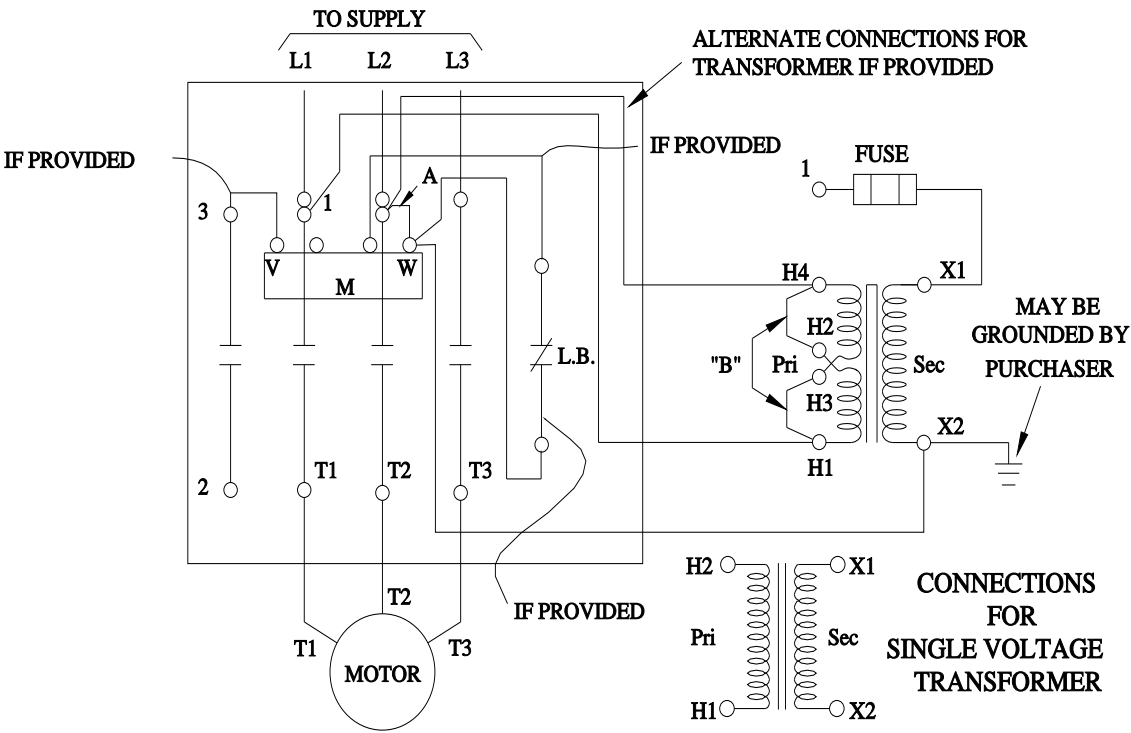 TO SUPPLY
L1 L2 L3
ALTERNATE CONNECTIONS FOR
TRANSFORMER IF PROVIDED
IF PROVIDED
IF PROVIDED
A
1
3
V
W
M
L.B.
T1 T2 T3
2
T2
T1
T3
MOTOR
IF PROVIDED
1
FUSE
H4
X1
H2
"B"
Pri
Sec
H3
H1
X2
MAY BE
GROUNDED BY
PURCHASER
H2
X1
Pri
Sec
H1
X2
CONNECTIONS
FOR
SINGLE VOLTAGE
TRANSFORMER